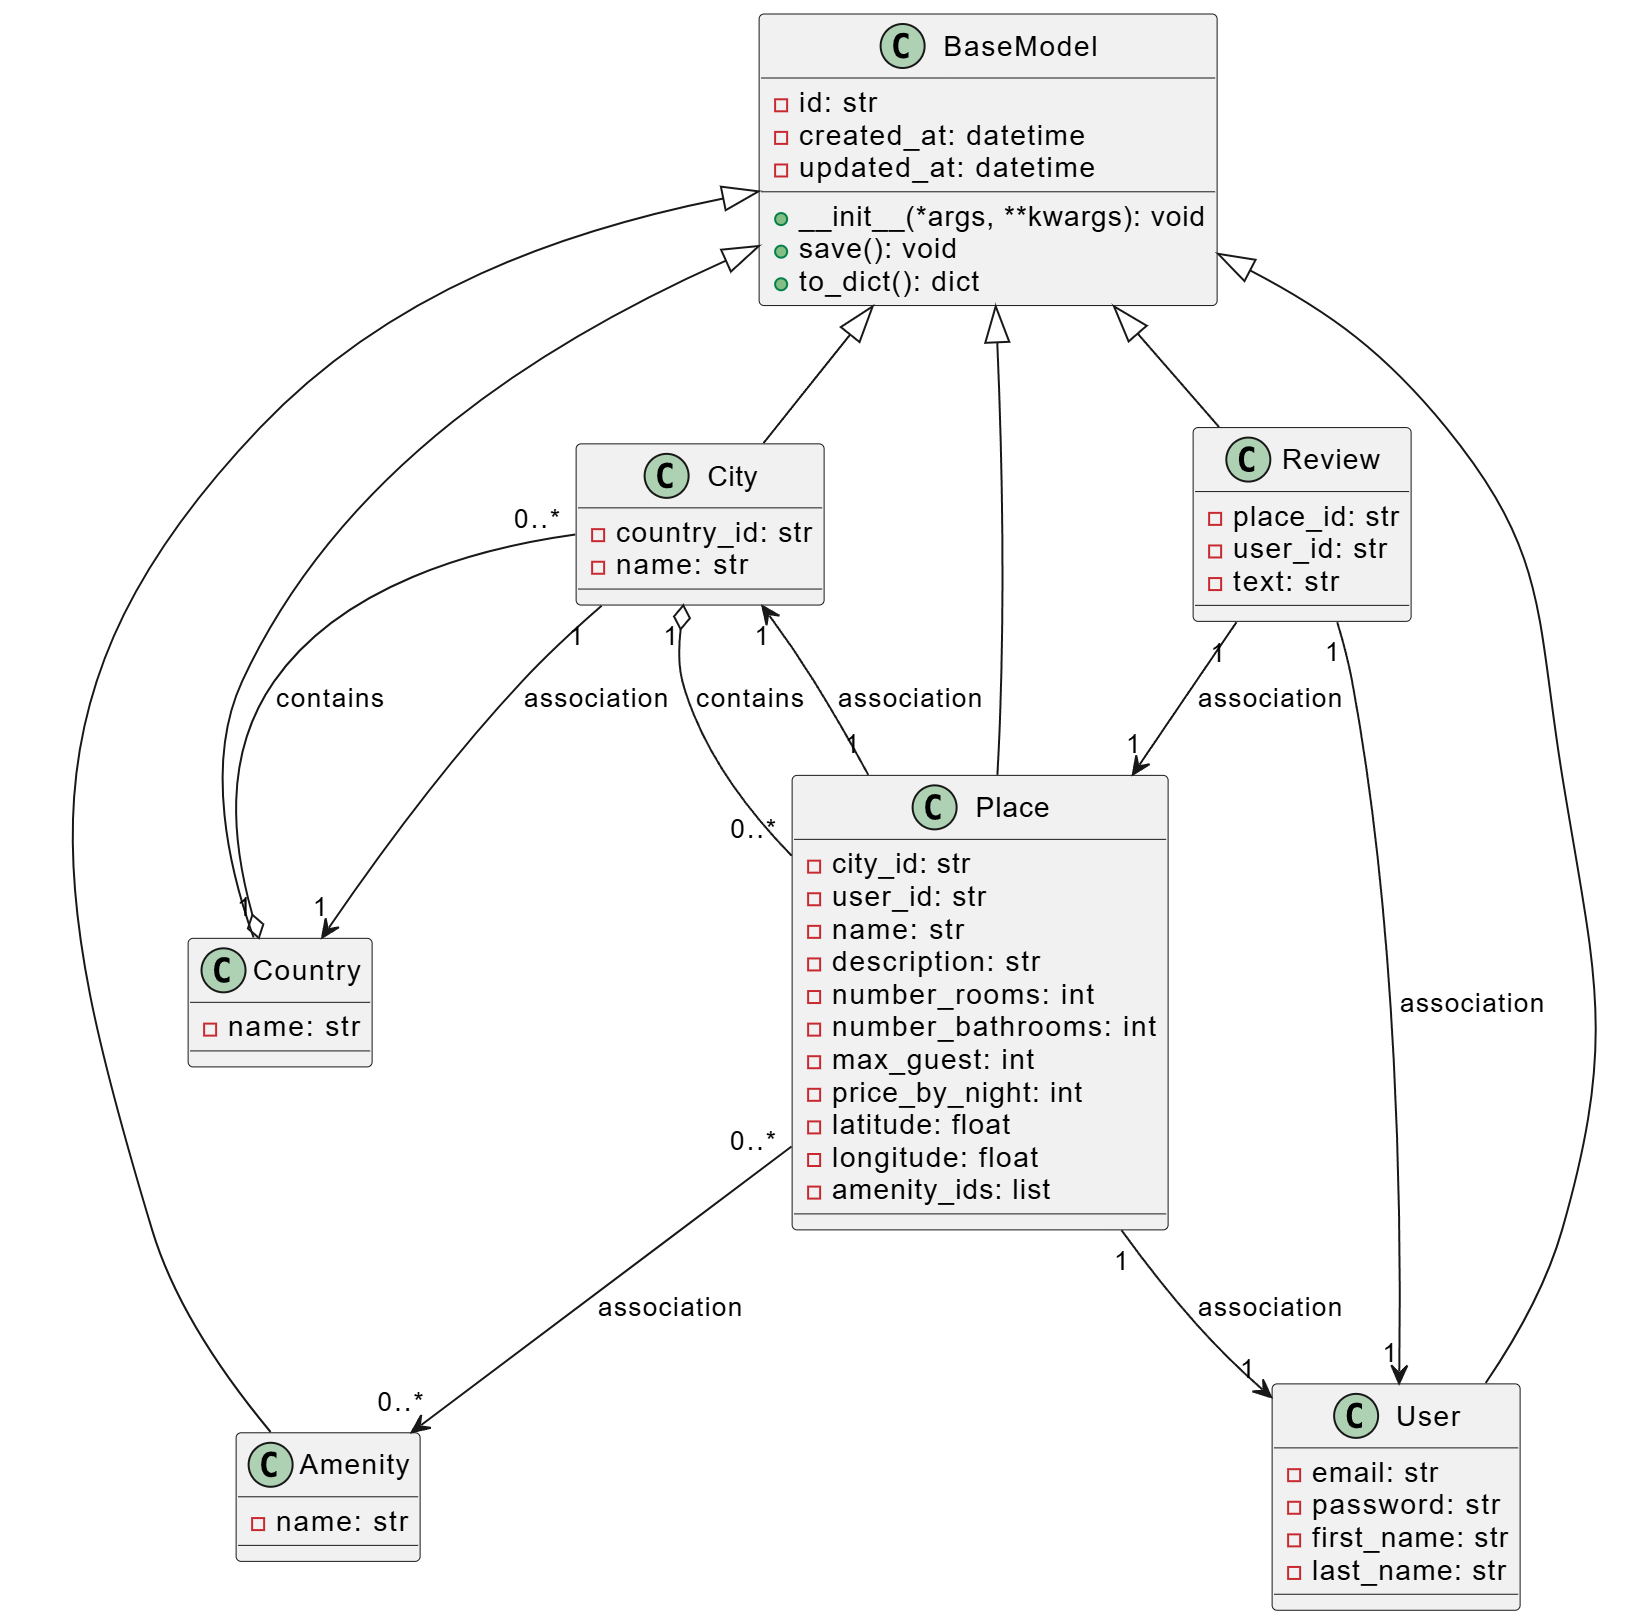 C BaseModel
id: str
created_at: datetime
updated_at: datetime
__init__(*args, **kwargs): void
save(): void
to_dict(): dict
C City
country_id: str
name: str
C Review
place_id: str
user_id: str
text: str
0..*
1
1
1
1
1
contains
association
contains
association
association
association
1
1
0..*
1
1
C Place
city_id: str
user_id: str
name: str
description: str
number_rooms: int
number_bathrooms: int
max_guest: int
price_by_night: int
latitude: float
longitude: float
amenity_ids: list
C Country
name: str
association
0..*
1
association
association
0..*
1
1
C Amenity
name: str
C User
email: str
password: str
first_name: str
last_name: str